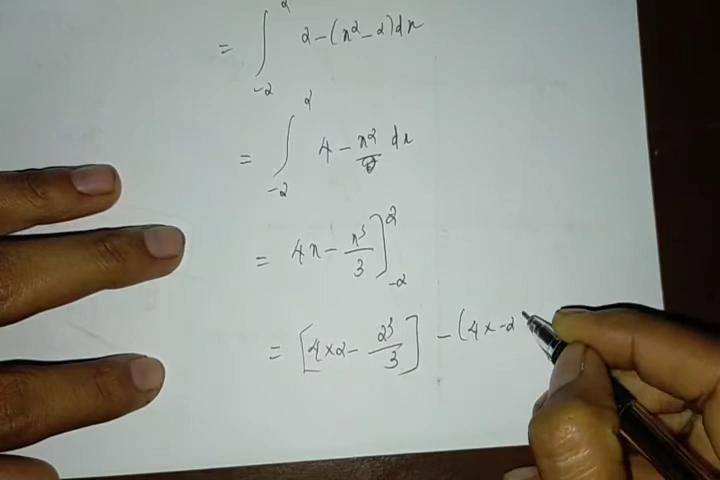 = ∫_{-2}^{2} 2 - (x² - 2) dx
= ∫_{-2}^{2} 4 - x² dx
= 4x - x³/3 ]_{-2}^{2}
= [4 × 2 - 2³/3] - (4 × -2